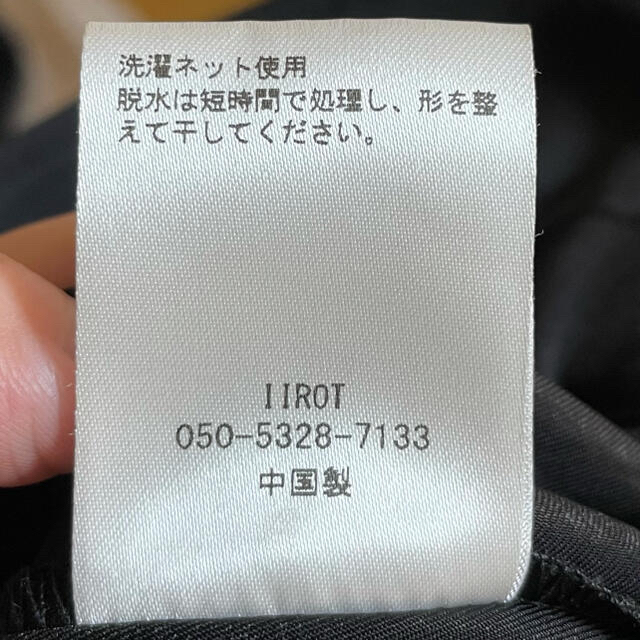 洗濯ネット使用
脱水は短時間で処理し、形を整
えて干してください。
IIROT
050-5328-7133
中国製